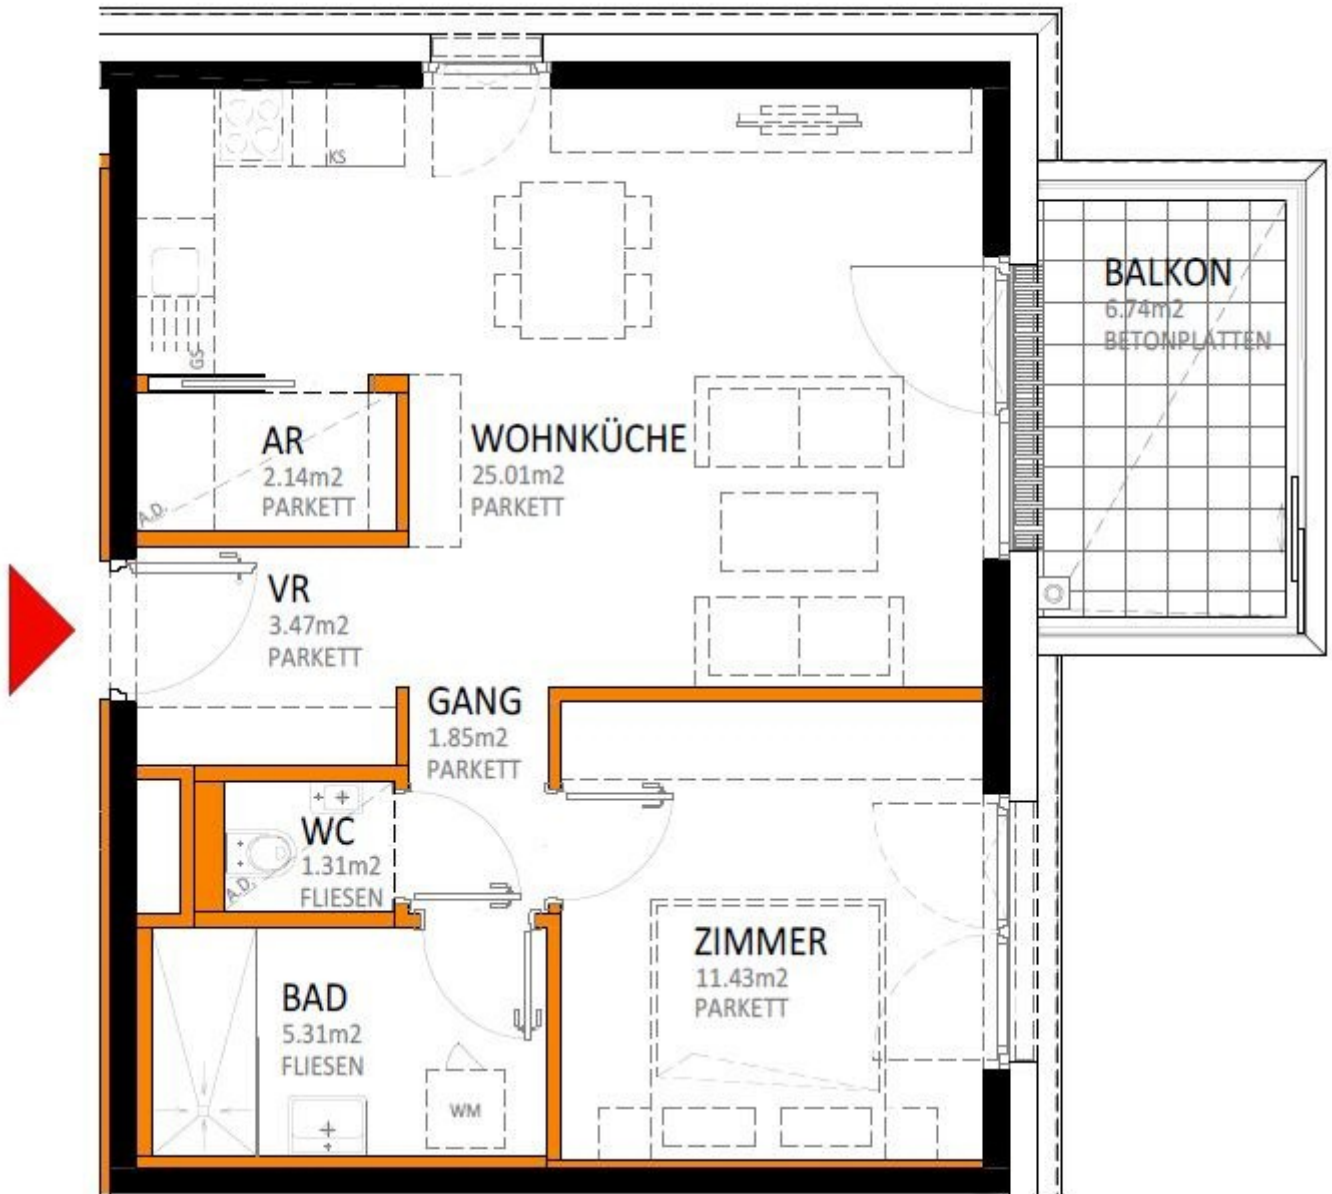 KS
BALKON
6.74m2
BETONPLATTEN
GS
AR
2.14m2
PARKETT
A.D.
WOHNKÜCHE
25.01m2
PARKETT
VR
3.47m2
PARKETT
GANG
1.85m2
PARKETT
WC
1.31m2
FLIESEN
A.D.
ZIMMER
11.43m2
PARKETT
BAD
5.31m2
FLIESEN
WM